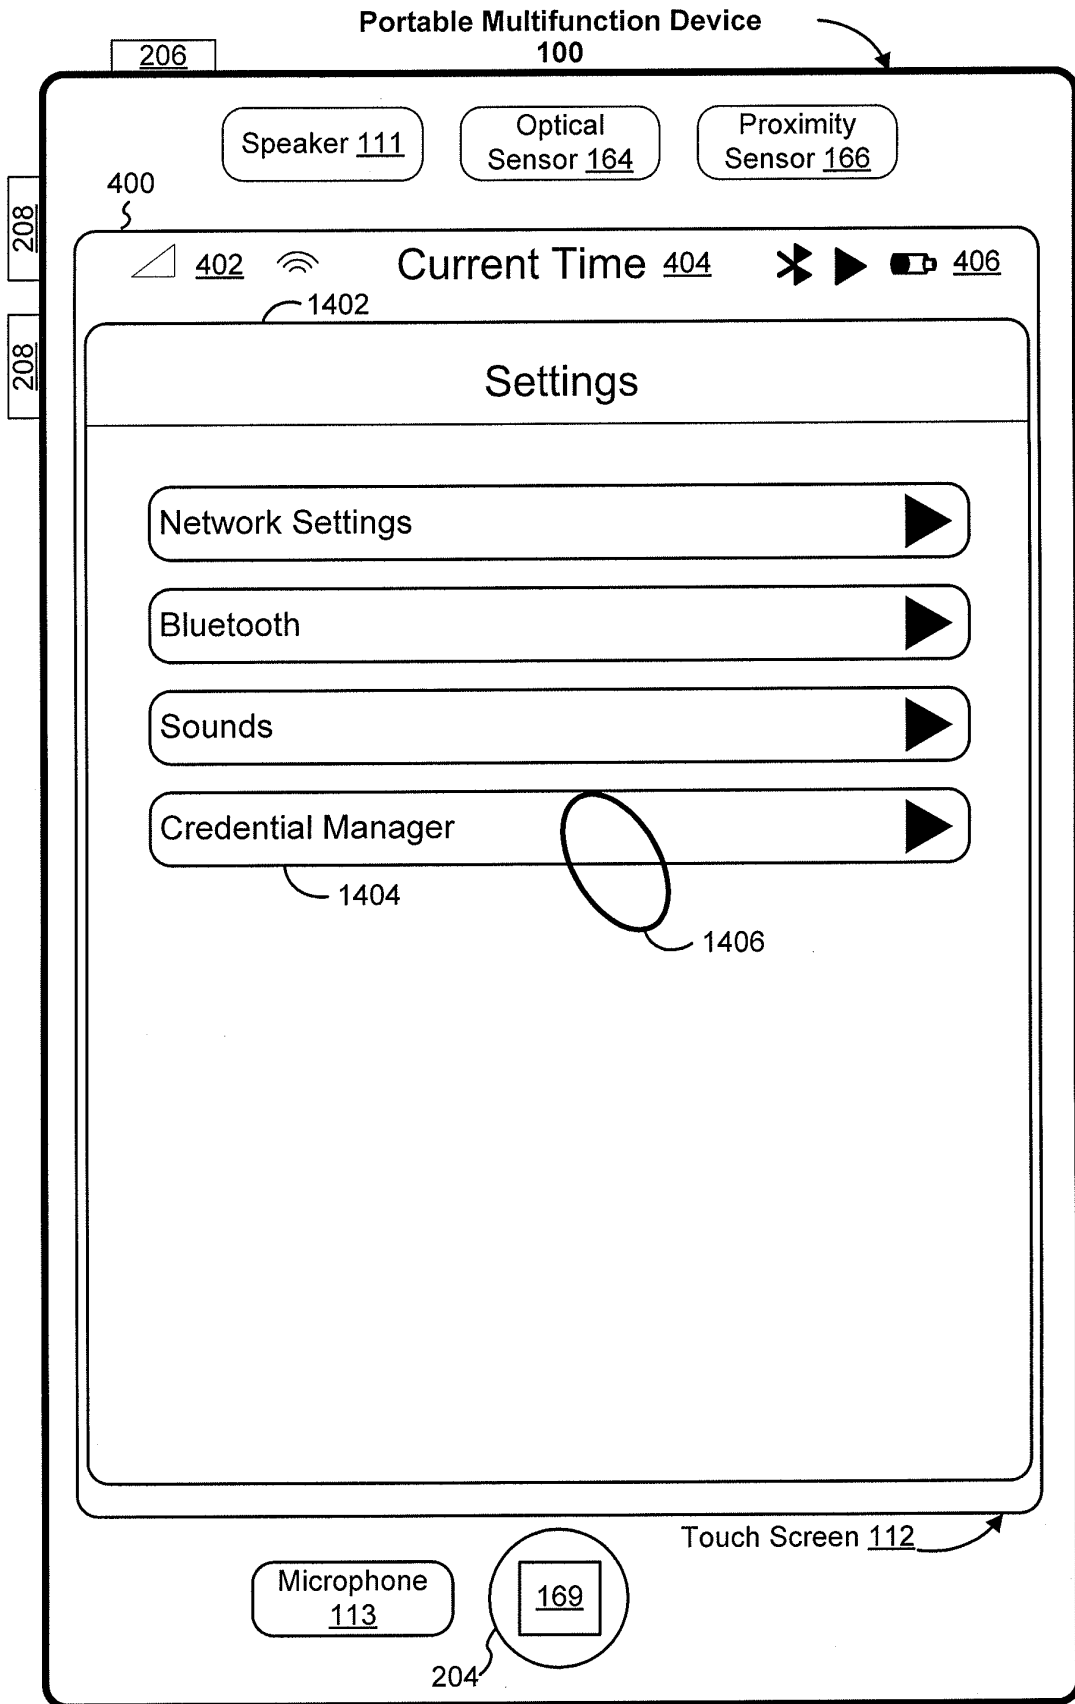 Portable Multifunction Device
100
206
Speaker 111
Optical
Sensor 164
Proximity
Sensor 166
208
400
402
Current Time 404
406
1402
208
Settings
Network Settings
Bluetooth
Sounds
Credential Manager
1404
1406
Touch Screen 112
Microphone
113
169
204